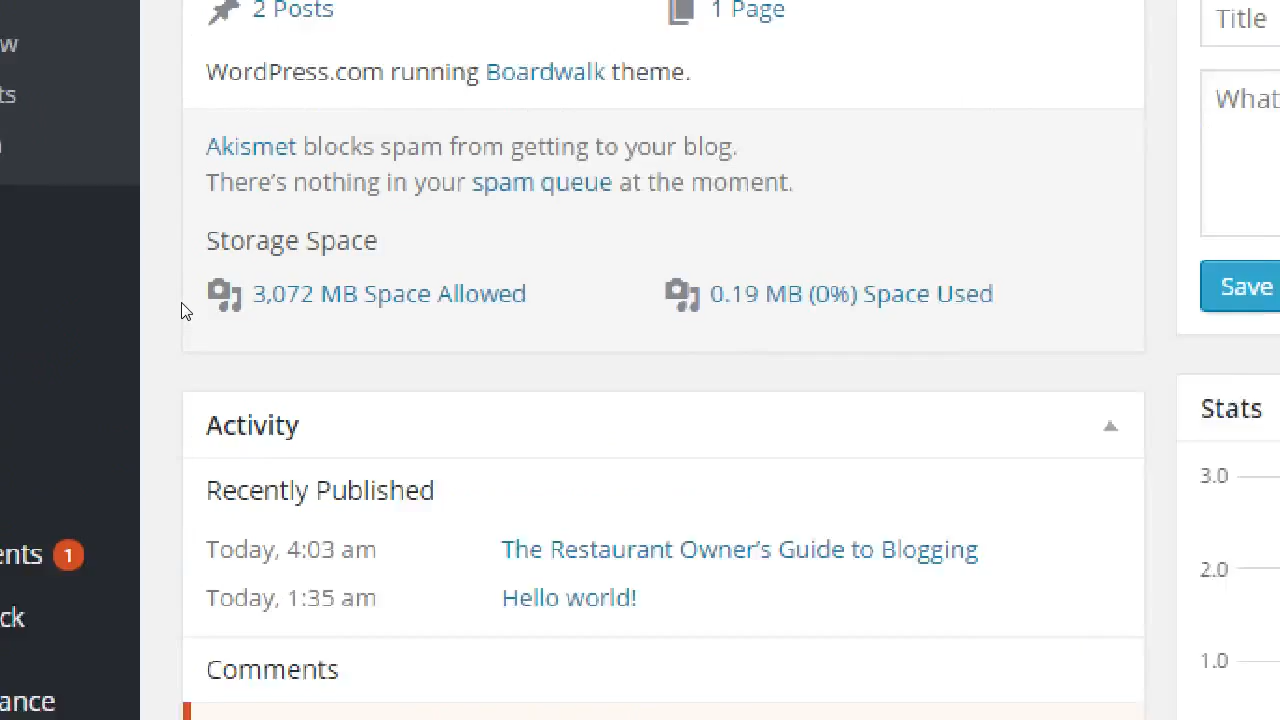 2 Posts
1 Page
Title
WordPress.com running Boardwalk theme.
What
Akismet blocks spam from getting to your blog.
There's nothing in your spam queue at the moment.
Storage Space
3,072 MB Space Allowed
0.19 MB (0%) Space Used
Save
Activity
Stats
Recently Published
3.0
Today, 4:03 am
The Restaurant Owner’s Guide to Blogging
2.0
Today, 1:35 am
Hello world!
1.0
Comments
ents 1
ck
ance